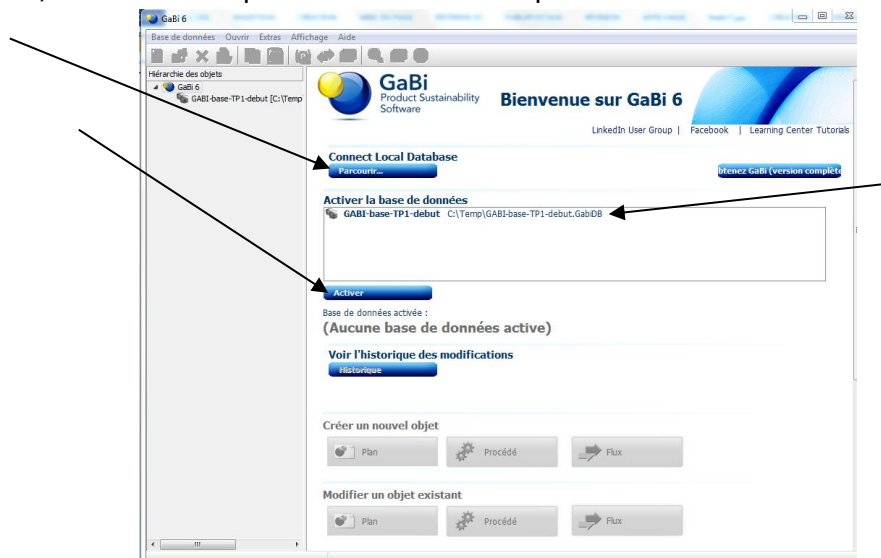 GaBi 6
Base de données Ouvrir Extras Affichage Aide
Hiérarchie des objets
GaBi 6
GABI-base-TP1-debut [C:\Temp
GaBi
Product Sustainability
Software
Bienvenue sur GaBi 6
LinkedIn User Group | Facebook | Learning Center Tutorials
Connect Local Database
Parcourir...
btenez GaBi (version complète
Activer la base de données
GABI-base-TP1-debut C:\Temp\GABI-base-TP1-debut.GabiDB
Activer
Base de données activée :
(Aucune base de données active)
Voir l'historique des modifications
Historique
Créer un nouvel objet
Plan Procédé Flux
Modifier un objet existant
Plan Procédé Flux